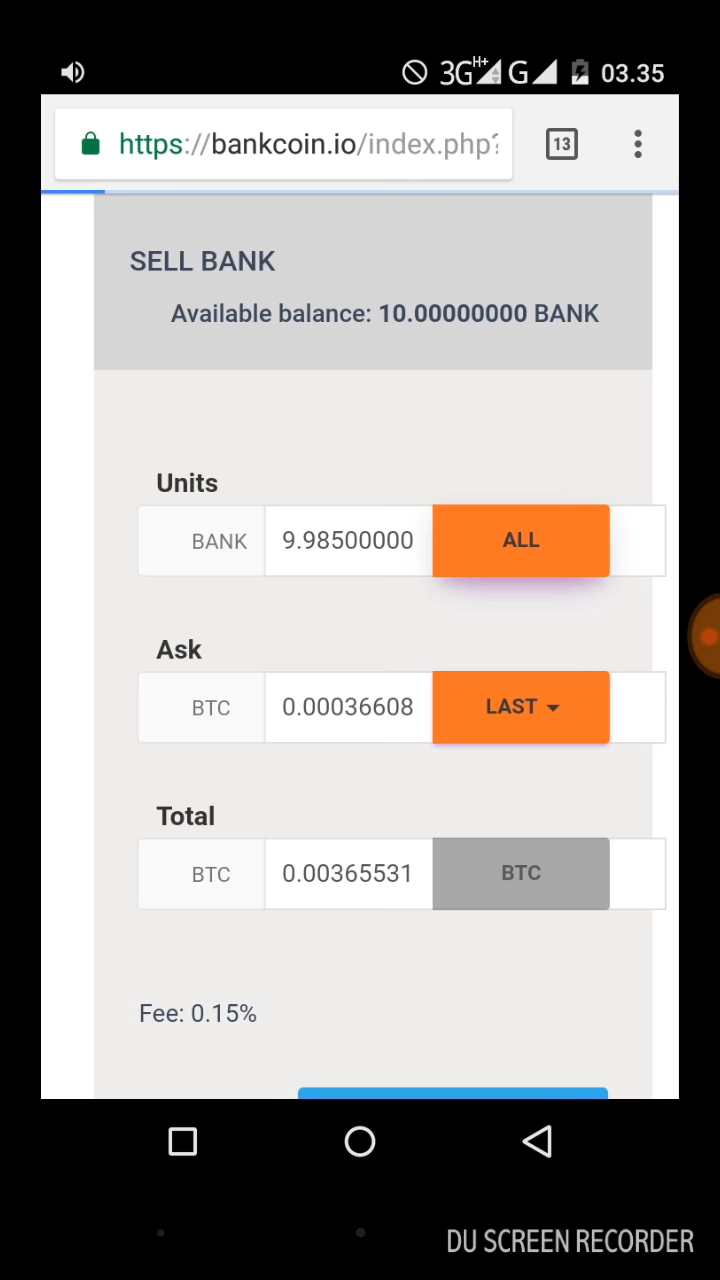 3G H+ G 03.35
https://bankcoin.io/index.php?
13
SELL BANK
Available balance: 10.00000000 BANK
Units
BANK 9.98500000 ALL
Ask
BTC 0.00036608 LAST
Total
BTC 0.00365531 BTC
Fee: 0.15%
DU SCREEN RECORDER